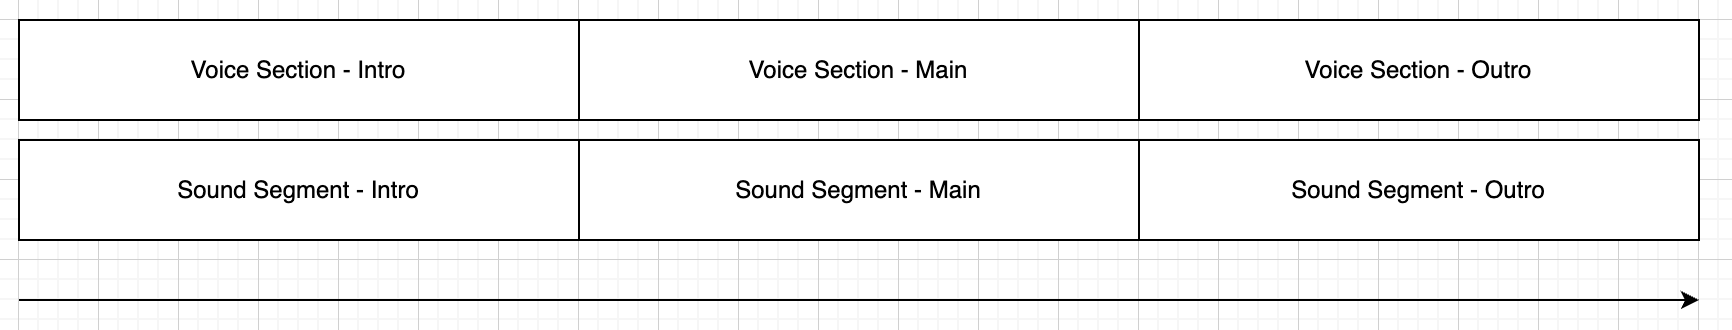 Voice Section - Intro
Voice Section - Main
Voice Section - Outro
Sound Segment - Intro
Sound Segment - Main
Sound Segment - Outro